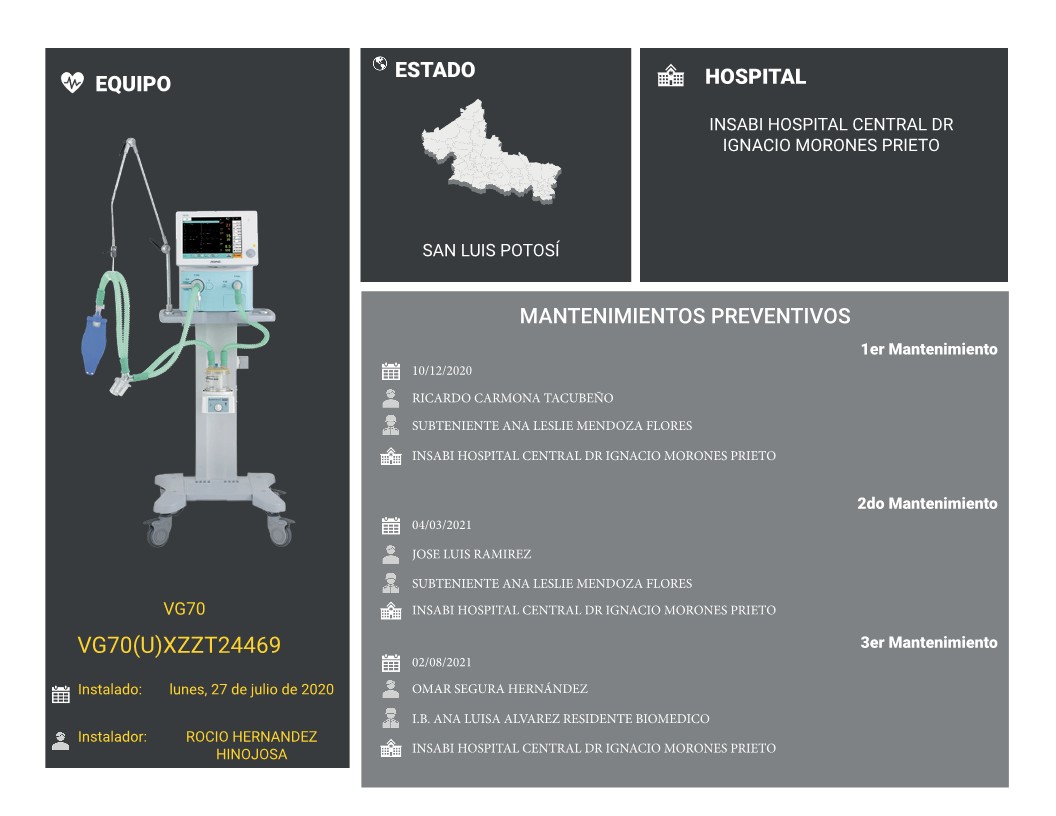 EQUIPO
VG70
VG70(U)XZZT24469
Instalado: lunes, 27 de julio de 2020
Instalador: ROCIO HERNANDEZ
HINOJOSA
ESTADO
SAN LUIS POTOSÍ
HOSPITAL
INSABI HOSPITAL CENTRAL DR
IGNACIO MORONES PRIETO
MANTENIMIENTOS PREVENTIVOS
1er Mantenimiento
10/12/2020
RICARDO CARMONA TACUBEÑO
SUBTENIENTE ANA LESLIE MENDOZA FLORES
INSABI HOSPITAL CENTRAL DR IGNACIO MORONES PRIETO
2do Mantenimiento
04/03/2021
JOSE LUIS RAMIREZ
SUBTENIENTE ANA LESLIE MENDOZA FLORES
INSABI HOSPITAL CENTRAL DR IGNACIO MORONES PRIETO
3er Mantenimiento
02/08/2021
OMAR SEGURA HERNÁNDEZ
I.B. ANA LUISA ALVAREZ RESIDENTE BIOMEDICO
INSABI HOSPITAL CENTRAL DR IGNACIO MORONES PRIETO